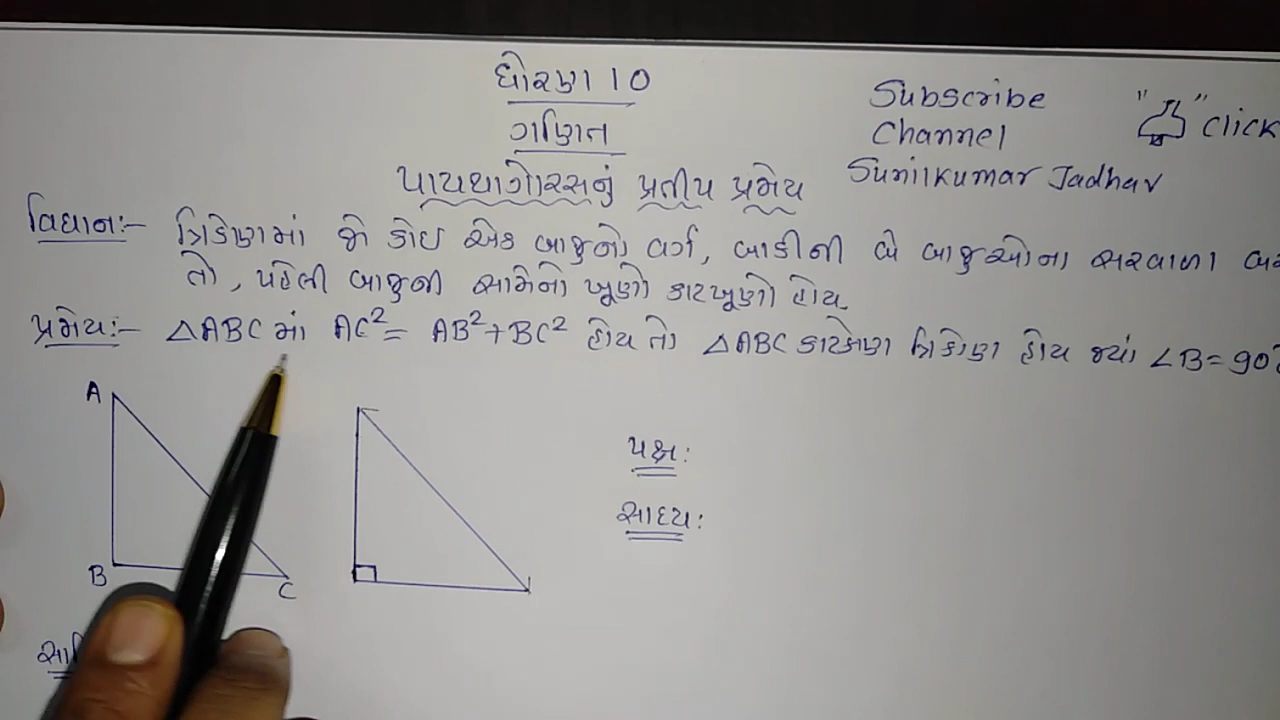 ધોરણ 10
ગણિત
પાયથાગોરસનું પ્રતીપ પ્રમેય
Subscribe
Channel
Sunilkumar Jadhav
" " click
વિધાન:- ત્રિકોણમાં જો કોઇ એક બાજુનો વર્ગ, બાકીની બે બાજુઓના સરવાળા
તો, પહેલી બાજુની સામેનો ખૂણો કાટખૂણો હોય
પ્રમેય:- △ABC માં AC² = AB² + BC² હોય તો △ABC કાટકોણ ત્રિકોણ હોય જ્યાં ∠B = 90°
A
B
C
પક્ષ:
સાધ્ય: